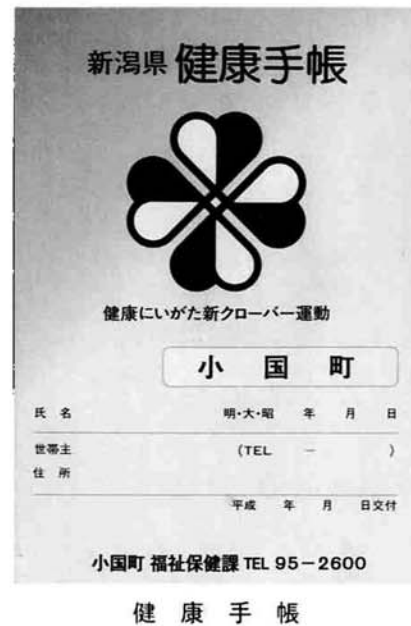 新潟県 健康手帳
健康にいがた新クローバー運動
小国町
氏名 明・大・昭 年 月 日
世帯主 (TEL － )
住所
平成 年 月 日交付
小国町 福祉保健課 TEL 95－2600
健康手帳